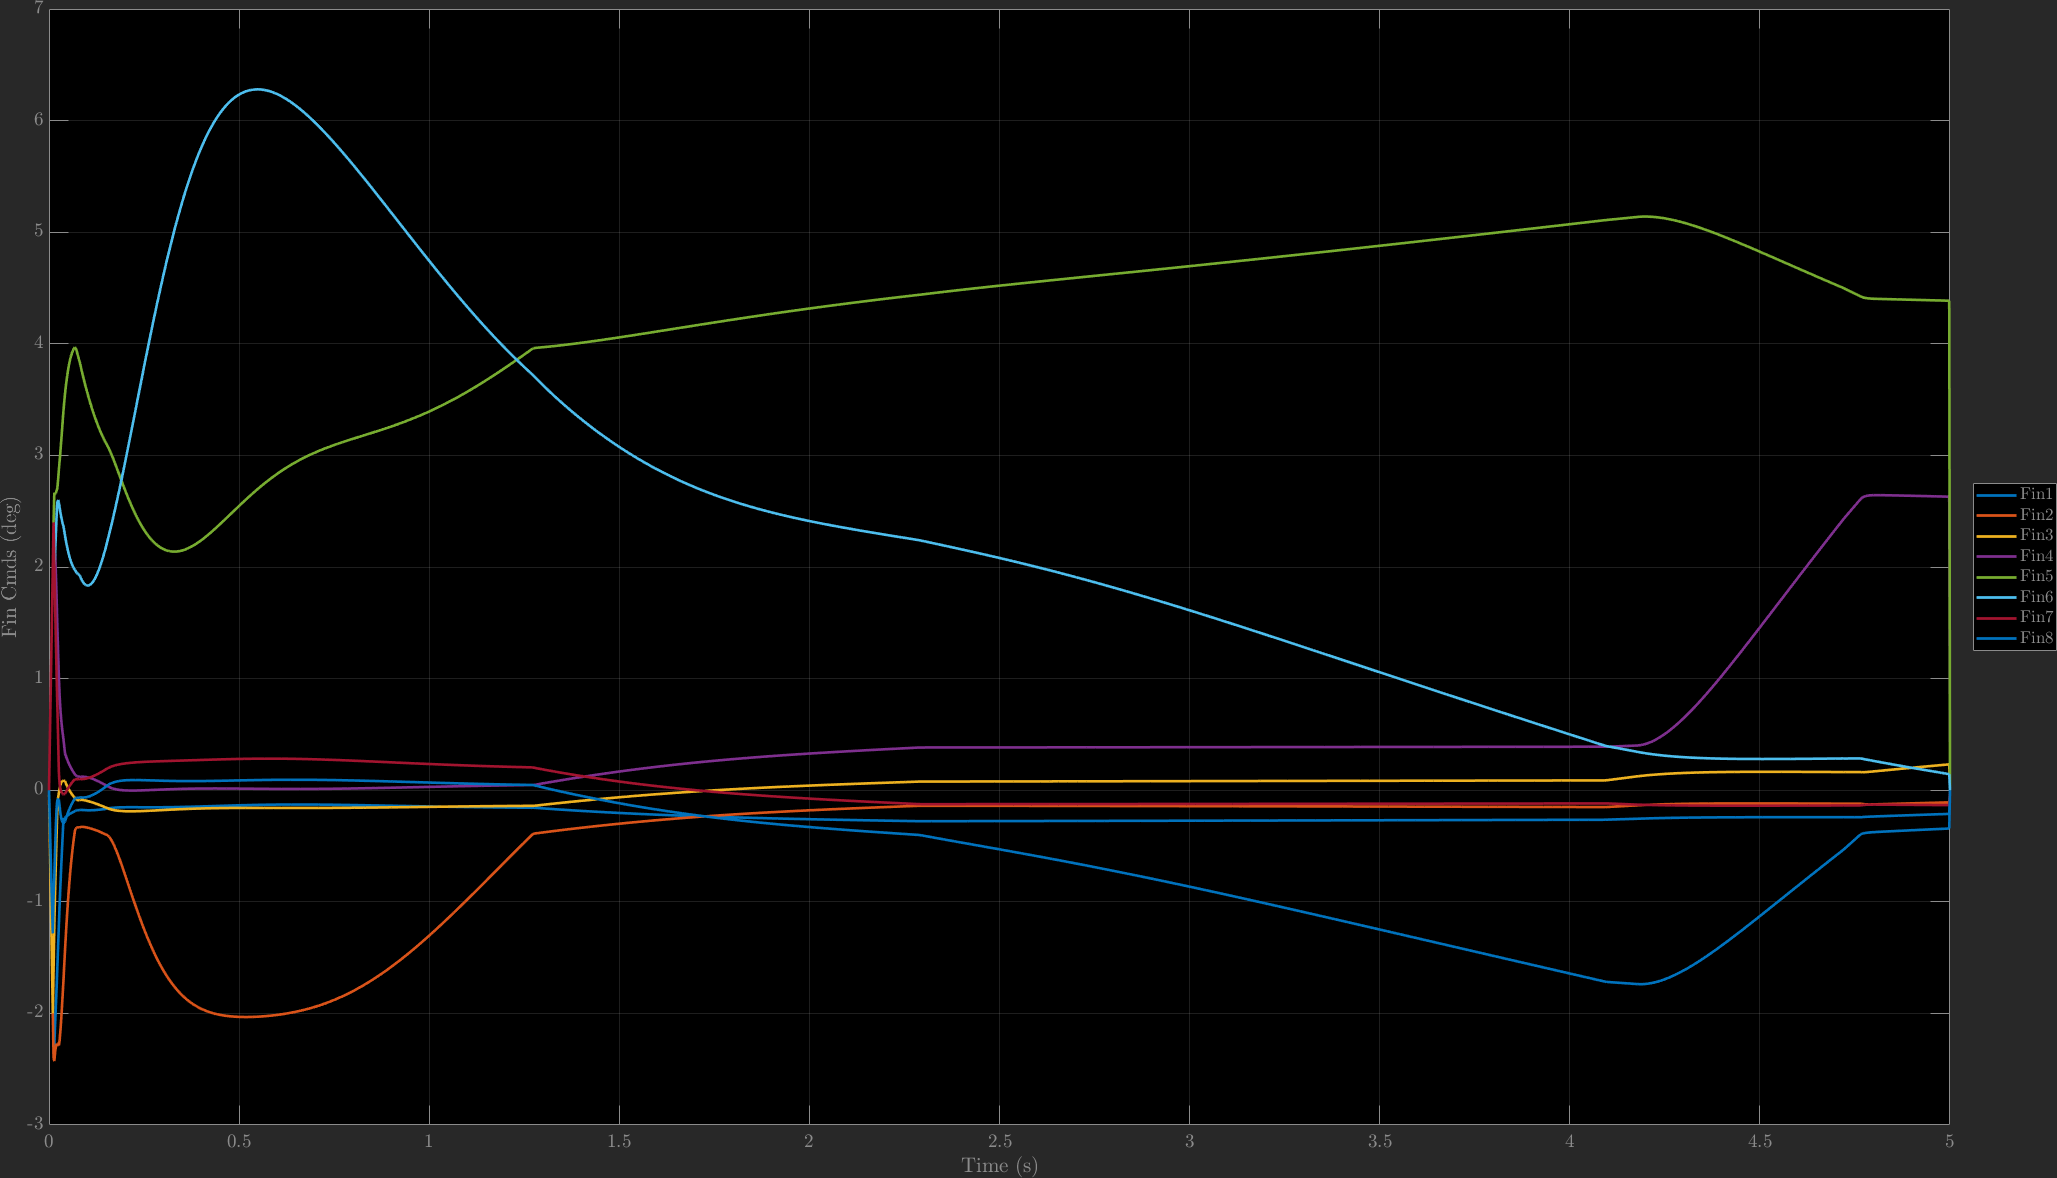 7
6
5
4
3
2
1
0
-1
-2
-3
Fin Cmds (deg)
0 0.5 1 1.5 2 2.5 3 3.5 4 4.5 5
Time (s)
Fin1
Fin2
Fin3
Fin4
Fin5
Fin6
Fin7
Fin8